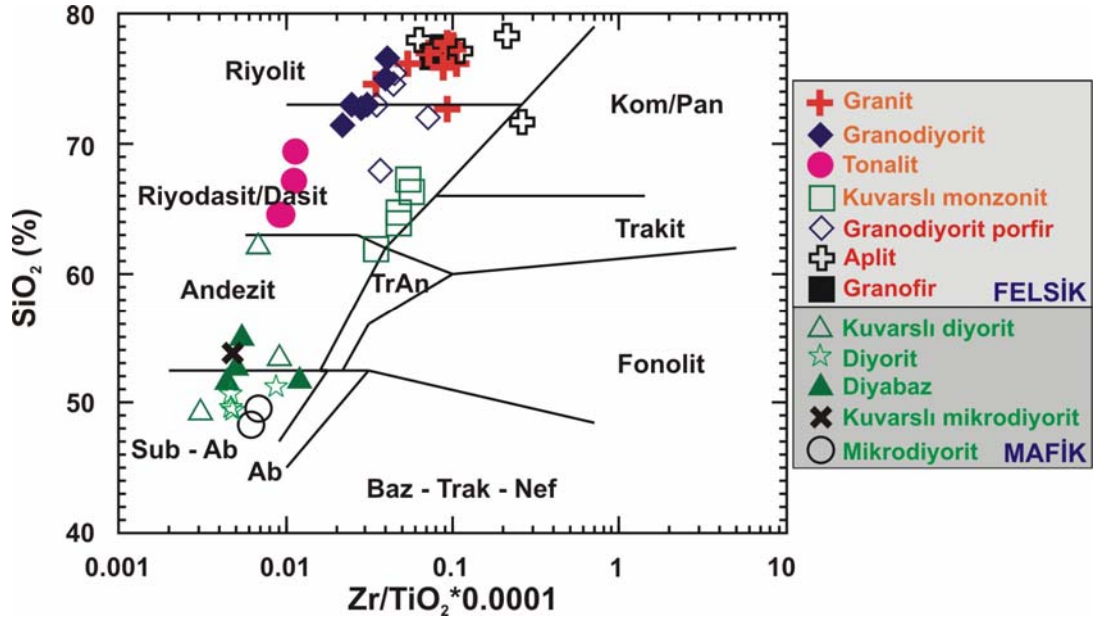 80
70
60
50
40
SiO₂ (%)
Riyolit
Kom/Pan
Riyodasit/Dasit
Trakit
TrAn
Andezit
Fonolit
Sub - Ab
Ab
Baz - Trak - Nef
0.001
0.01
0.1
1
10
Zr/TiO₂*0.0001
Granit
Granodiyorit
Tonalit
Kuvarslı monzonit
Granodiyorit porfir
Aplit
Granofir
FELSİK
Kuvarslı diyorit
Diyorit
Diyabaz
Kuvarslı mikrodiyorit
Mikrodiyorit
MAFİK